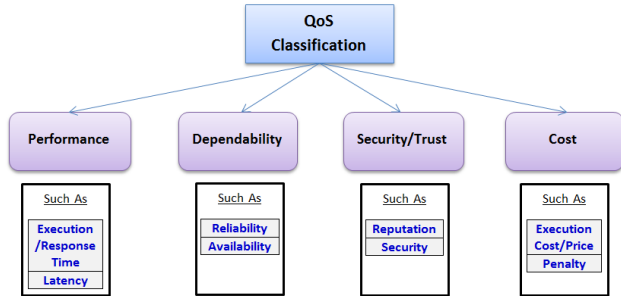 QoS
Classification
Performance
Dependability
Security/Trust
Cost
Such As
Execution
/Response
Time
Latency
Such As
Reliability
Availability
Such As
Reputation
Security
Such As
Execution
Cost/Price
Penalty